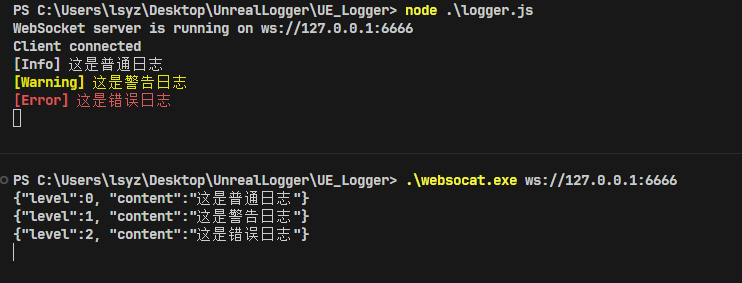 PS C:\Users\lsyz\Desktop\UnrealLogger\UE_Logger> node .\logger.js
WebSocket server is running on ws://127.0.0.1:6666
Client connected
[Info] 这是普通日志
[Warning] 这是警告日志
[Error] 这是错误日志
PS C:\Users\lsyz\Desktop\UnrealLogger\UE_Logger> .\websocat.exe ws://127.0.0.1:6666
{"level":0, "content":"这是普通日志"}
{"level":1, "content":"这是警告日志"}
{"level":2, "content":"这是错误日志"}